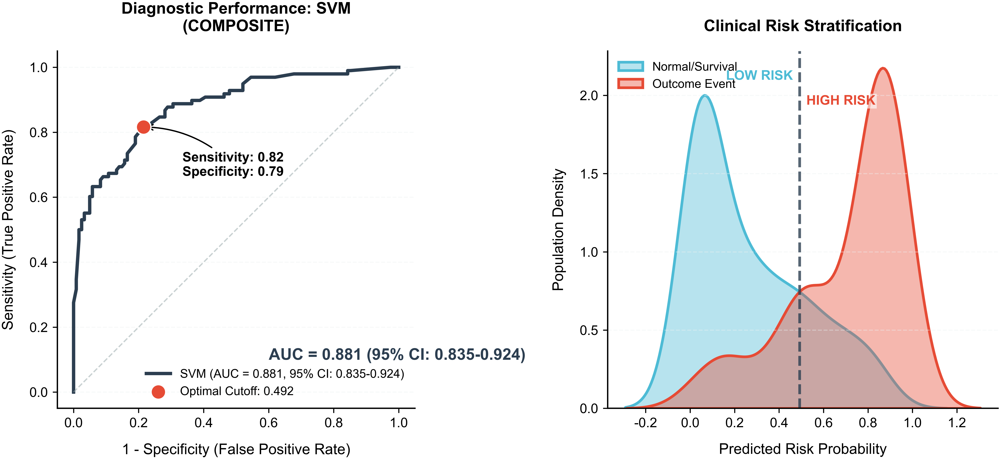 Diagnostic Performance: SVM
(COMPOSITE)
Sensitivity (True Positive Rate)
1.0
0.8
0.6
0.4
0.2
0.0
Sensitivity: 0.82
Specificity: 0.79
AUC = 0.881 (95% CI: 0.835-0.924)
SVM (AUC = 0.881, 95% CI: 0.835-0.924)
Optimal Cutoff: 0.492
0.0 0.2 0.4 0.6 0.8 1.0
1 - Specificity (False Positive Rate)
Clinical Risk Stratification
Population Density
Normal/Survival
Outcome Event
LOW RISK
HIGH RISK
2.0
1.5
1.0
0.5
0.0
-0.2 0.0 0.2 0.4 0.6 0.8 1.0 1.2
Predicted Risk Probability